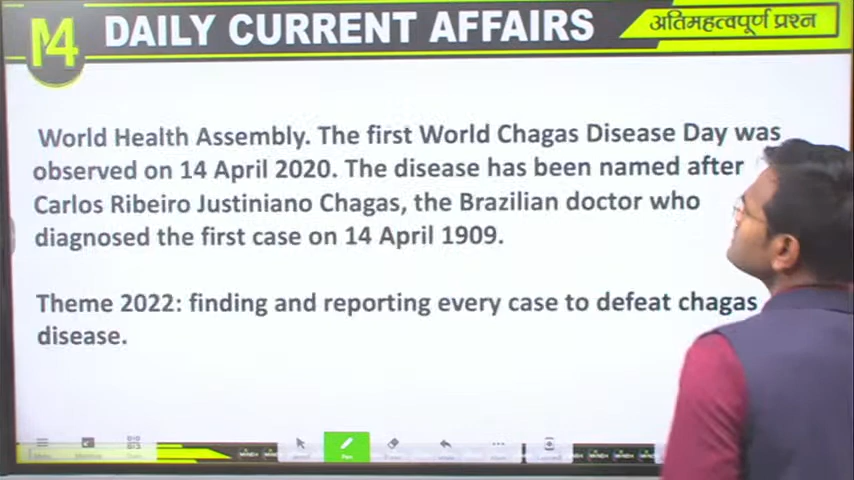 M4 DAILY CURRENT AFFAIRS अतिमहत्वपूर्ण प्रश्न
World Health Assembly. The first World Chagas Disease Day was
observed on 14 April 2020. The disease has been named after
Carlos Ribeiro Justiniano Chagas, the Brazilian doctor who
diagnosed the first case on 14 April 1909.
Theme 2022: finding and reporting every case to defeat chagas
disease.
Pen